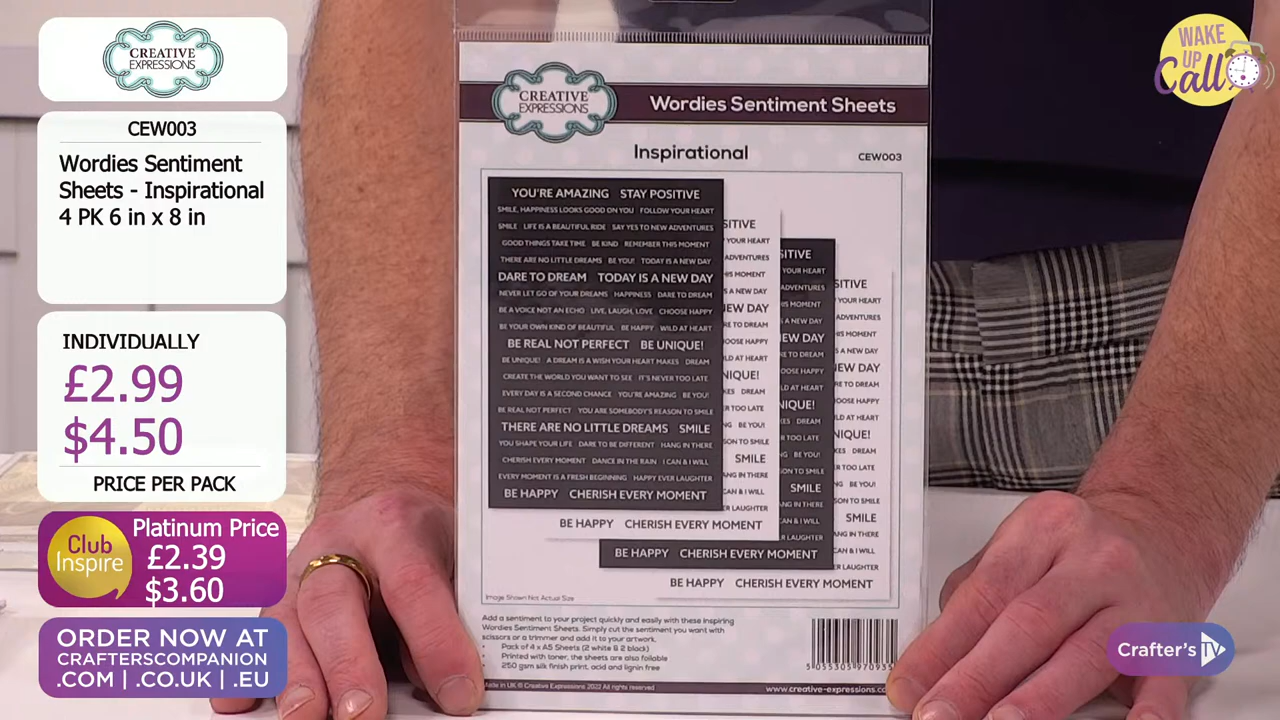 CREATIVE
EXPRESSIONS
CEW003
Wordies Sentiment
Sheets - Inspirational
4 PK 6 in x 8 in
INDIVIDUALLY
£2.99
$4.50
PRICE PER PACK
Club
Inspire
Platinum Price
£2.39
$3.60
ORDER NOW AT
CRAFTERSCOMPANION
.COM | .CO.UK | .EU
WAKE
UP
Call
CREATIVE
EXPRESSIONS
Wordies Sentiment Sheets
Inspirational
CEW003
YOU'RE AMAZING STAY POSITIVE
SMILE, HAPPINESS LOOKS GOOD ON YOU FOLLOW YOUR HEART
SMILE LIFE IS A BEAUTIFUL RIDE SAY YES TO NEW ADVENTURES
GOOD THINGS TAKE TIME BE KIND REMEMBER THIS MOMENT
THERE ARE NO LITTLE DREAMS BE YOU! TODAY IS A NEW DAY
DARE TO DREAM TODAY IS A NEW DAY
NEVER LET GO OF YOUR DREAMS HAPPINESS DARE TO DREAM
BE A VOICE NOT AN ECHO LIVE, LAUGH, LOVE CHOOSE HAPPY
BE YOUR OWN KIND OF BEAUTIFUL BE HAPPY WILD AT HEART
BE REAL NOT PERFECT BE UNIQUE!
BE UNIQUE! A DREAM IS A WISH YOUR HEART MAKES DREAM
CREATE THE WORLD YOU WANT TO SEE IT'S NEVER TOO LATE
EVERY DAY IS A SECOND CHANCE YOU'RE AMAZING BE YOU!
BE REAL NOT PERFECT YOU ARE SOMEBODY'S REASON TO SMILE
THERE ARE NO LITTLE DREAMS SMILE
YOU SHAPE YOUR LIFE DARE TO BE DIFFERENT HANG IN THERE
CHERISH EVERY MOMENT DANCE IN THE RAIN I CAN & I WILL
EVERY MOMENT IS A FRESH BEGINNING HAPPY EVER LAUGHTER
BE HAPPY CHERISH EVERY MOMENT
BE HAPPY CHERISH EVERY MOMENT
BE HAPPY CHERISH EVERY MOMENT
BE HAPPY CHERISH EVERY MOMENT
Image Shown Not Actual Size
Add a sentiment to your project quickly and easily with these inspiring
Wordies Sentiment Sheets. Simply cut the sentiment you want with
scissors or a trimmer and add it to your artwork.
• Pack of 4 x A5 Sheets (2 white & 2 black)
• Printed with toner, the sheets are also foilable
• 250 gsm silk finish print, acid and lignin free
Made in UK © Creative Expressions 2022 All rights reserved
www.creative-expressions.co
Crafter's TV